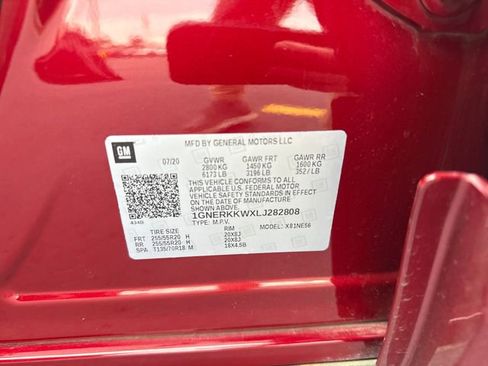 MFD BY GENERAL MOTORS LLC
GM
07/20 GVWR GAWR FRT GAWR RR
2800 KG 1450 KG 1600 KG
6173 LB 3196 LB 3527 LB
THIS VEHICLE CONFORMS TO ALL
APPLICABLE U.S. FEDERAL MOTOR
VEHICLE SAFETY STANDARDS IN EFFECT
ON THE DATE OF MANUFACTURE
SHOWN ABOVE.
1GNERKKWXLJ282808
TYPE: M.P.V. MODEL: X81NE56
TIRE SIZE RIM
FRT 255/55R20 H 20X8J
RR 255/55R20 H 20X8J
SPA T135/70R18 M 18X4.5B